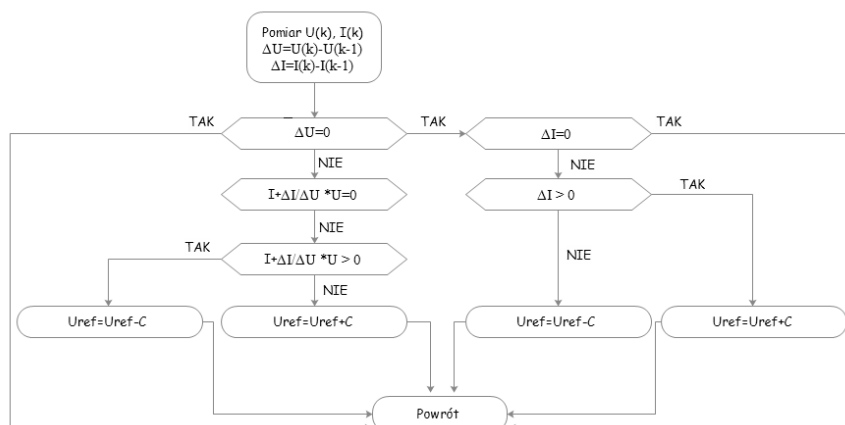 Pomiar U(k), I(k)
ΔU=U(k)-U(k-1)
ΔI=I(k)-I(k-1)
TAK
ΔU=0
TAK
ΔI=0
TAK
NIE
NIE
I+ΔI/ΔU *U=0
ΔI > 0
TAK
NIE
TAK
I+ΔI/ΔU *U > 0
NIE
NIE
Uref=Uref-C
Uref=Uref+C
Uref=Uref-C
Uref=Uref+C
Powrót